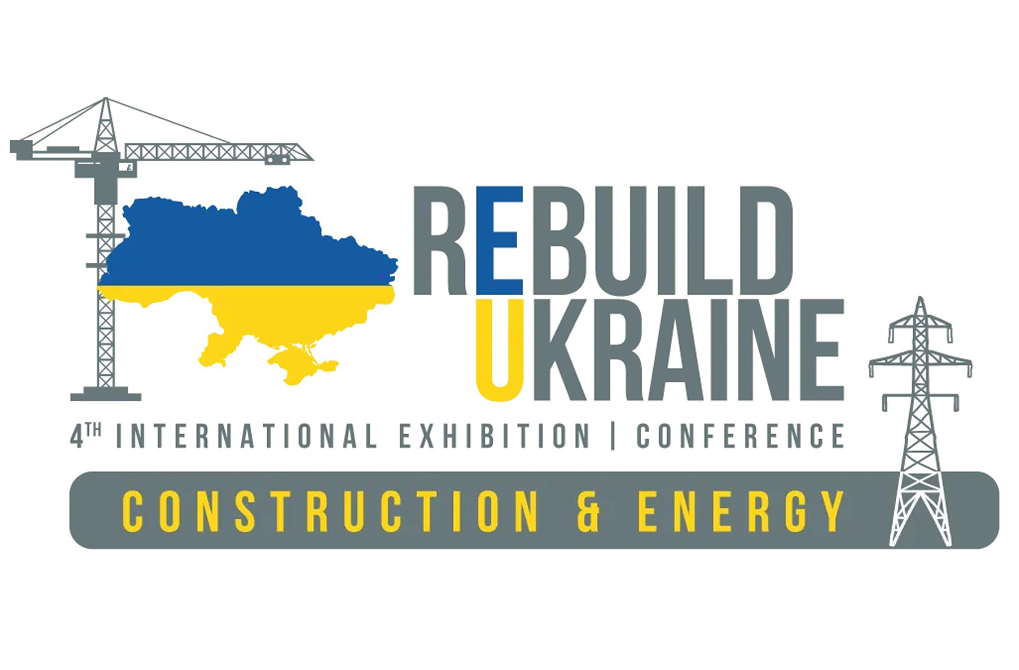 REBUILD
UKRAINE
4TH INTERNATIONAL EXHIBITION | CONFERENCE
CONSTRUCTION & ENERGY